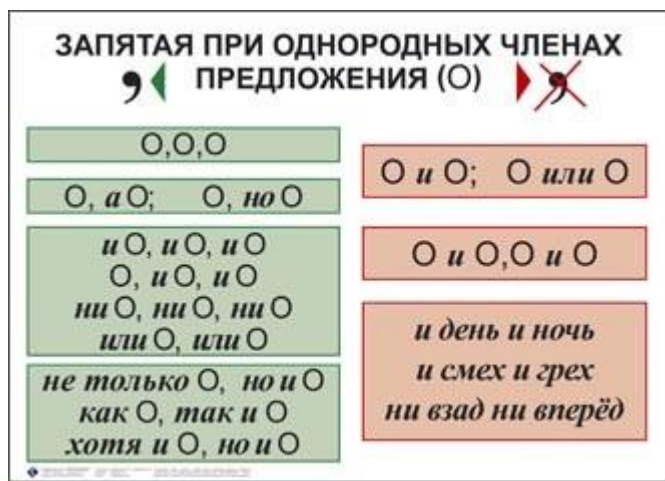 ЗАПЯТАЯ ПРИ ОДНОРОДНЫХ ЧЛЕНАХ
ПРЕДЛОЖЕНИЯ (О)
О,О,О
О, а О; О, но О
и О, и О, и О
О, и О, и О
ни О, ни О, ни О
или О, или О
не только О, но и О
как О, так и О
хотя и О, но и О
О и О; О или О
О и О,О и О
и день и ночь
и смех и грех
ни взад ни вперёд